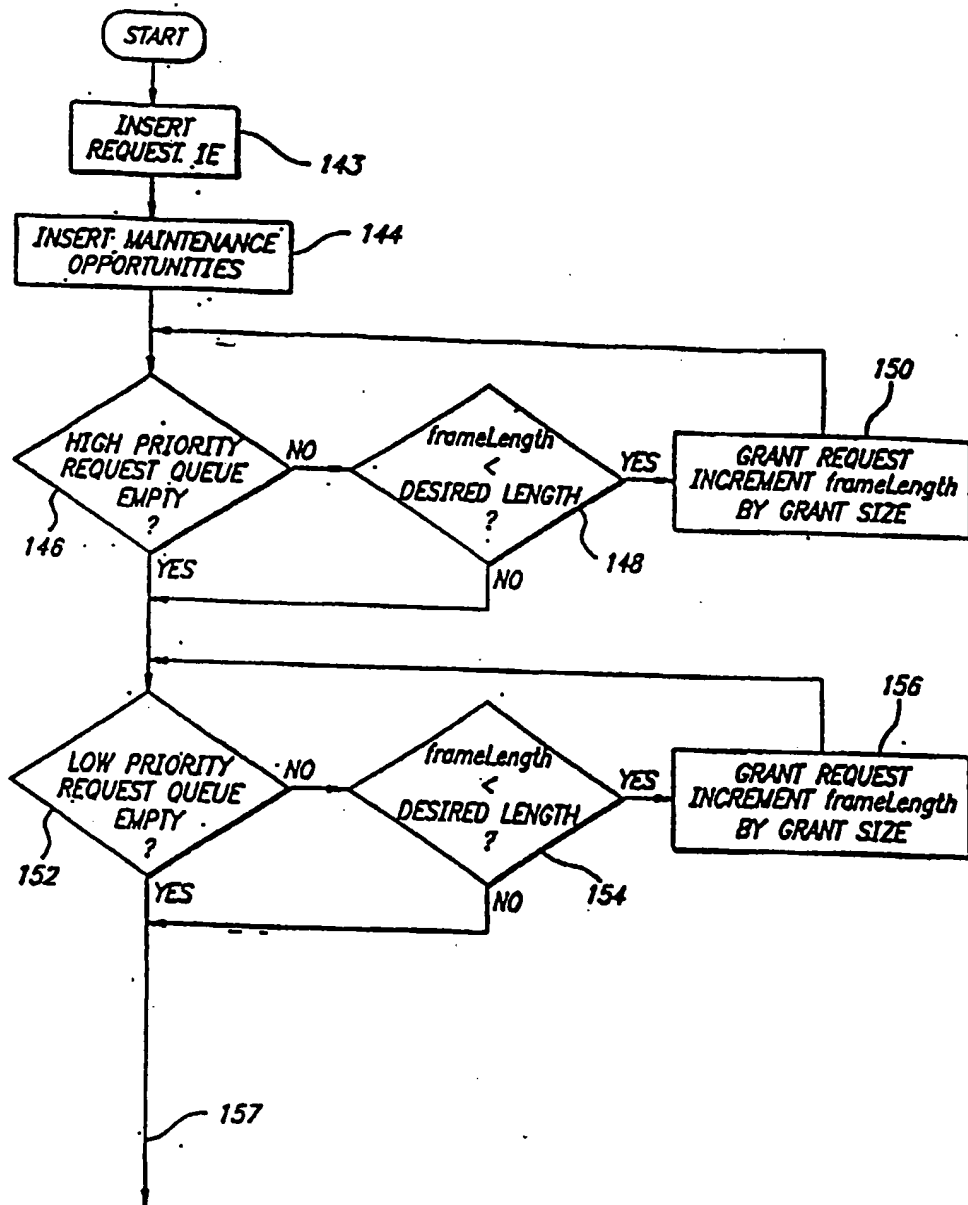 START
INSERT
REQUEST IE
143
INSERT MAINTENANCE
OPPORTUNITIES
144
HIGH PRIORITY
REQUEST QUEUE
EMPTY
?
146
NO
YES
frameLength
<
DESIRED LENGTH
?
148
YES
NO
150
GRANT REQUEST
INCREMENT frameLength
BY GRANT SIZE
LOW PRIORITY
REQUEST QUEUE
EMPTY
?
152
NO
YES
frameLength
<
DESIRED LENGTH
?
154
YES
NO
156
GRANT REQUEST
INCREMENT frameLength
BY GRANT SIZE
157